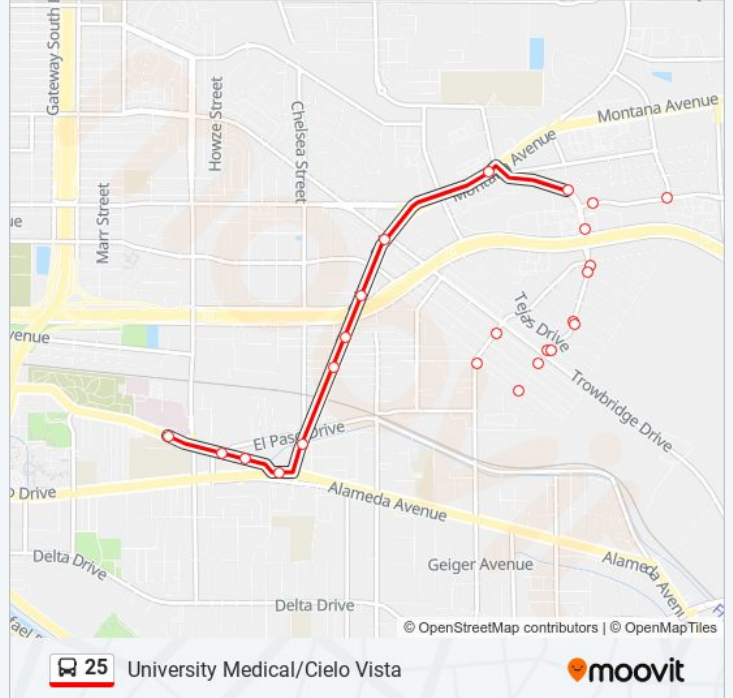 Gateway South
Montana Avenue
Howze Street
Chelsea Street
Montana Avenue
Marr Street
Tejas Drive
Trowbridge Drive
El Paso Drive
Drive
Alameda Avenue
Delta Drive
Geiger Avenue
Alameda Avenue
Delta Drive
© OpenStreetMap contributors | © OpenMapTiles
25 University Medical/Cielo Vista
moovit